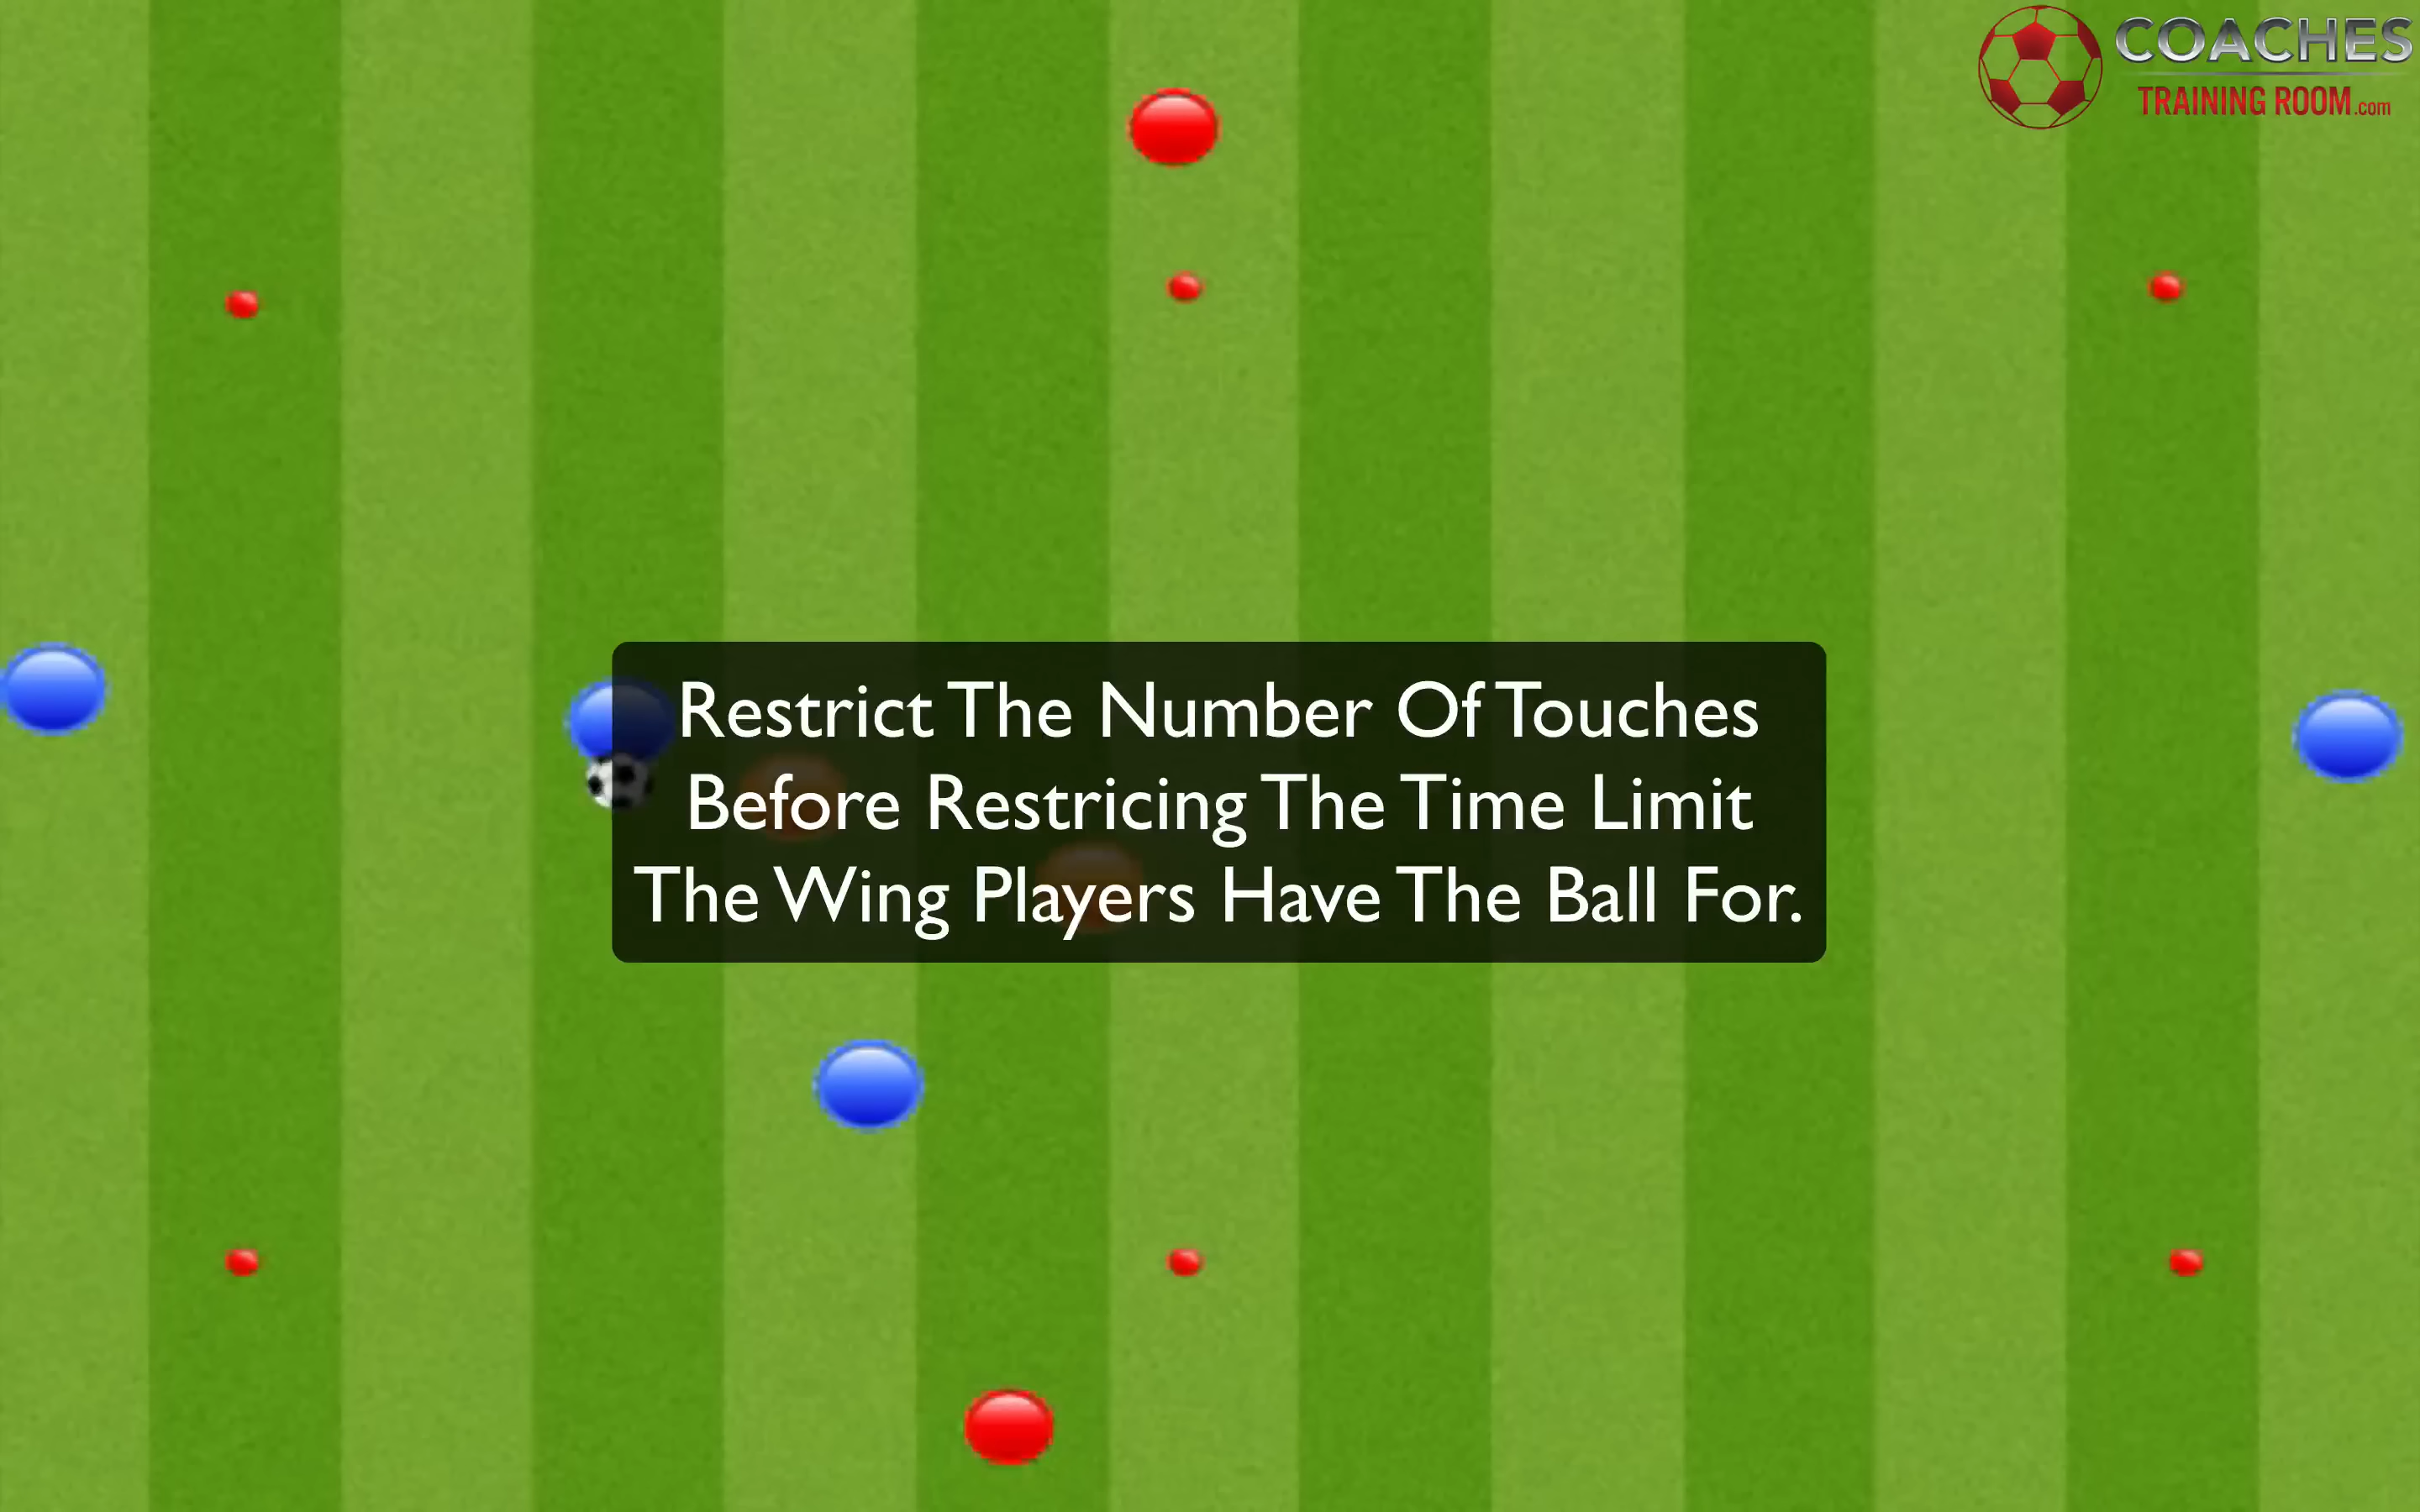 COACHES
TRAINING ROOM.com
Restrict The Number Of Touches
Before Restricing The Time Limit
The Wing Players Have The Ball For.